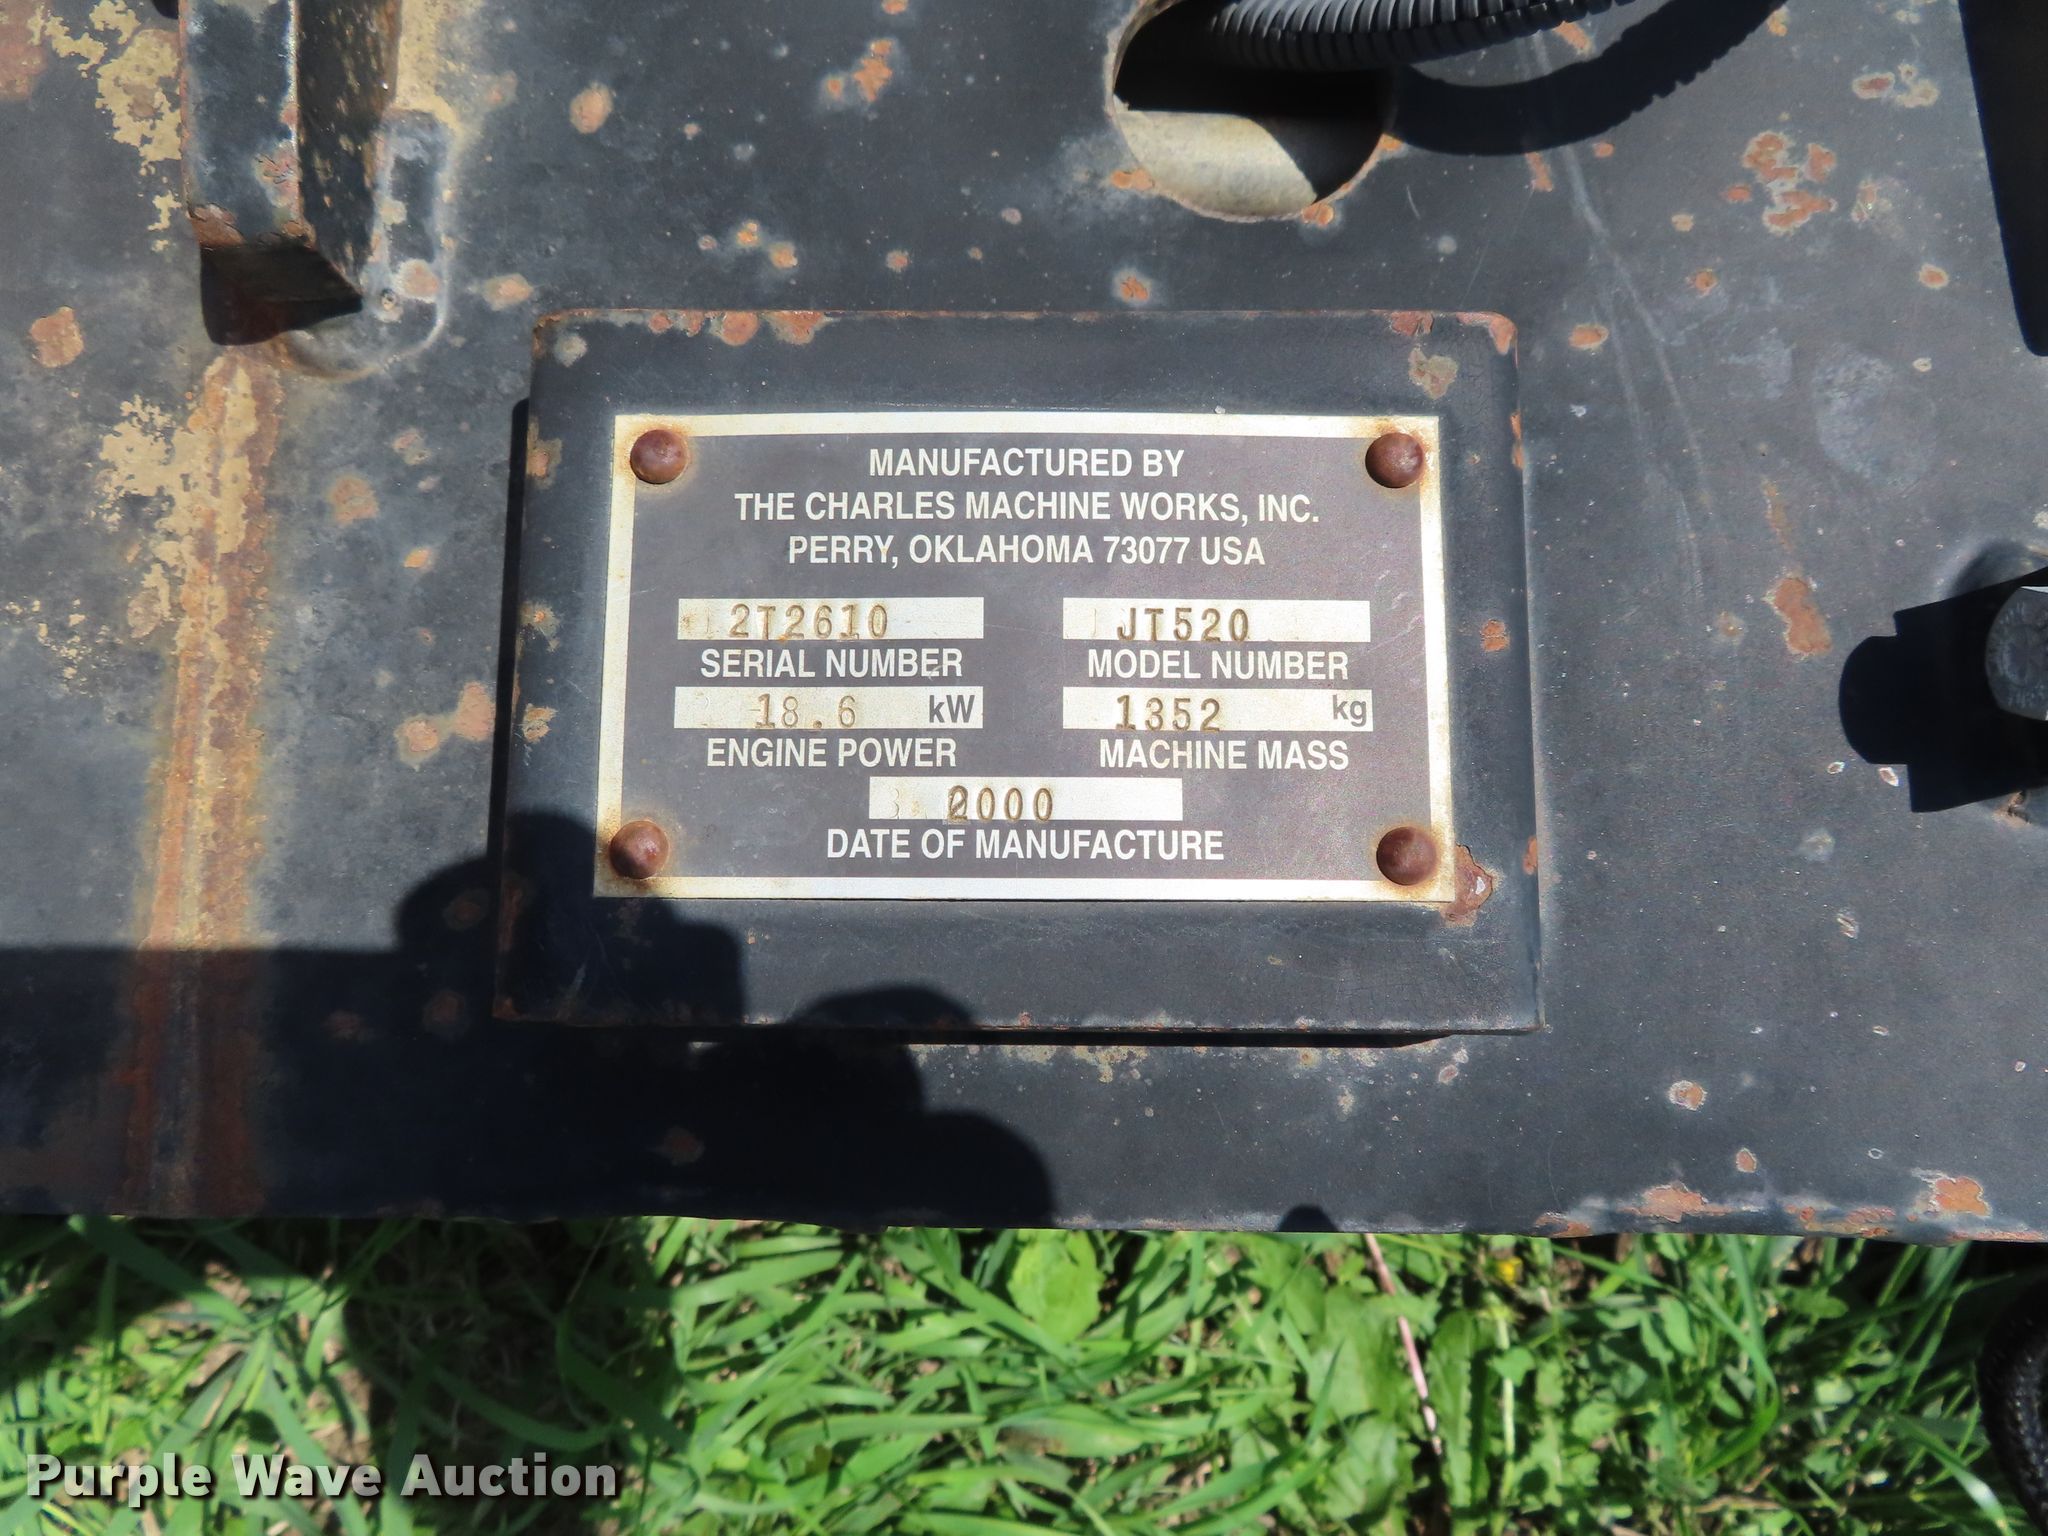 MANUFACTURED BY
THE CHARLES MACHINE WORKS, INC.
PERRY, OKLAHOMA 73077 USA
2T2610 JT520
SERIAL NUMBER MODEL NUMBER
18.6 kW 1352 kg
ENGINE POWER MACHINE MASS
2000
DATE OF MANUFACTURE
Purple Wave Auction